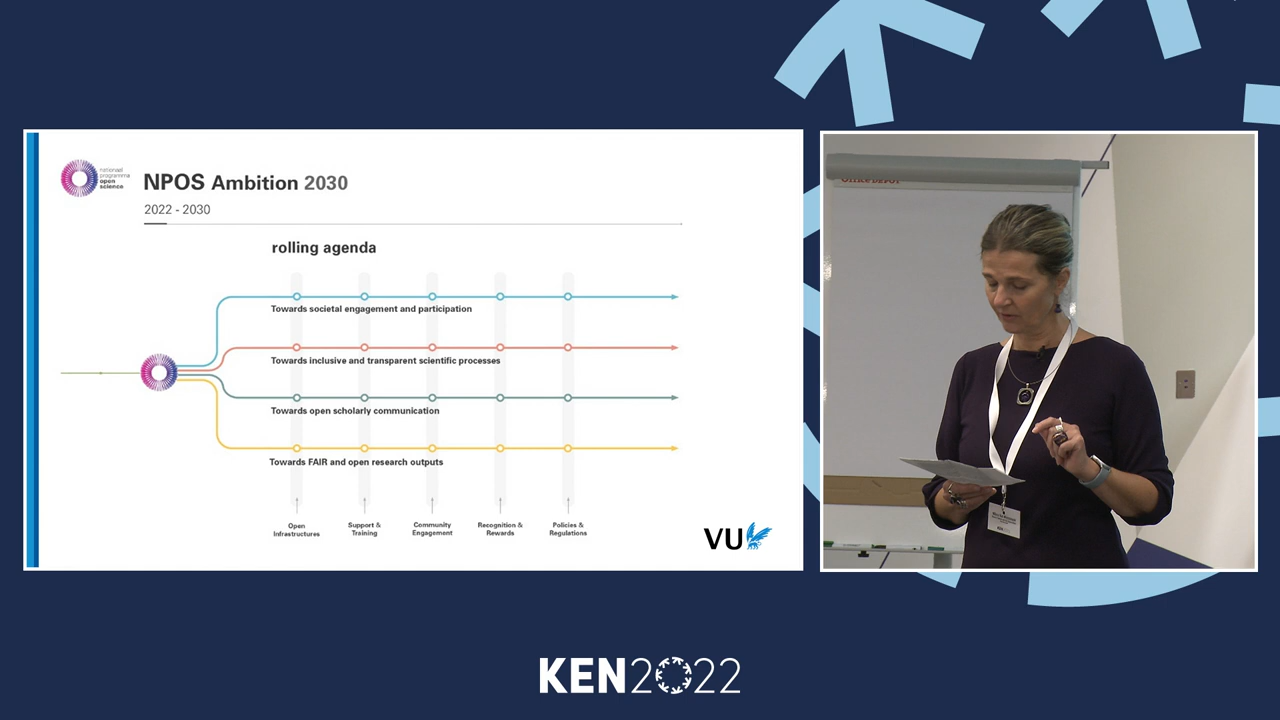 nationaal
programma
open
science
NPOS Ambition 2030
2022 - 2030
rolling agenda
Towards societal engagement and participation
Towards inclusive and transparent scientific processes
Towards open scholarly communication
Towards FAIR and open research outputs
Open
Infrastructures
Support &
Training
Community
Engagement
Recognition &
Rewards
Policies &
Regulations
VU
Office DEPOT
KEN2022